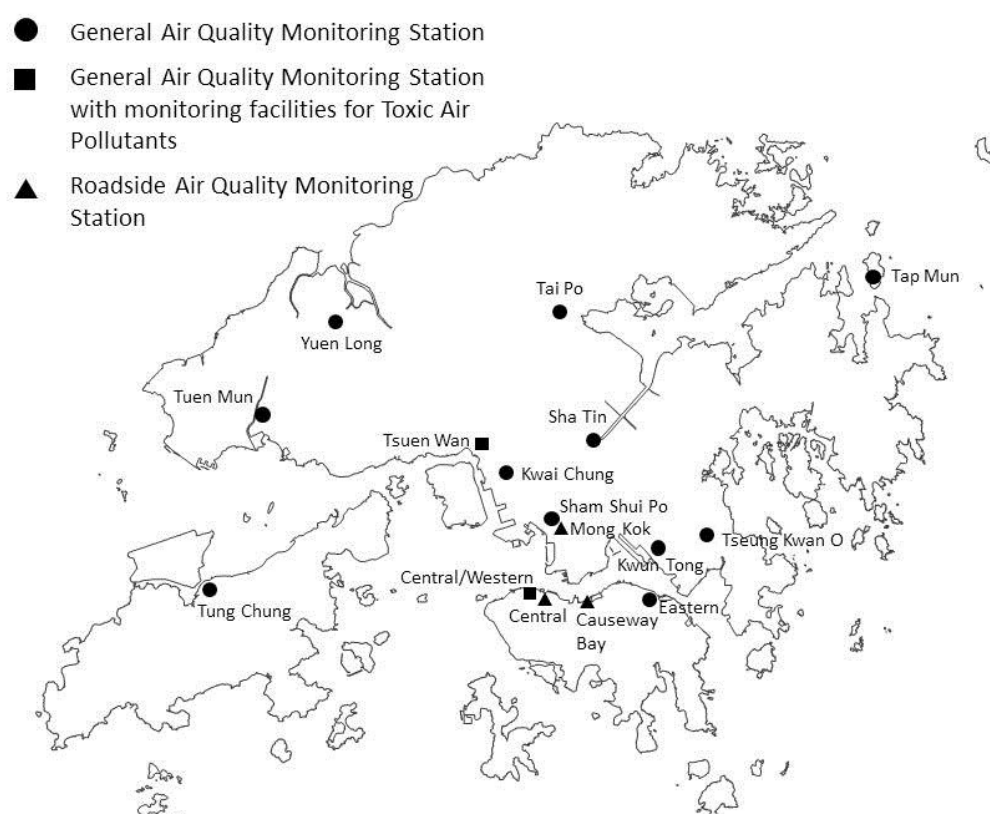 General Air Quality Monitoring Station
General Air Quality Monitoring Station
with monitoring facilities for Toxic Air
Pollutants
Roadside Air Quality Monitoring
Station
Tap Mun
Tai Po
Yuen Long
Tuen Mun
Sha Tin
Tsuen Wan
Kwai Chung
Sham Shui Po
Mong Kok
Tseung Kwan O
Kwun Tong
Central/Western
Tung Chung
Central
Eastern
Causeway
Bay